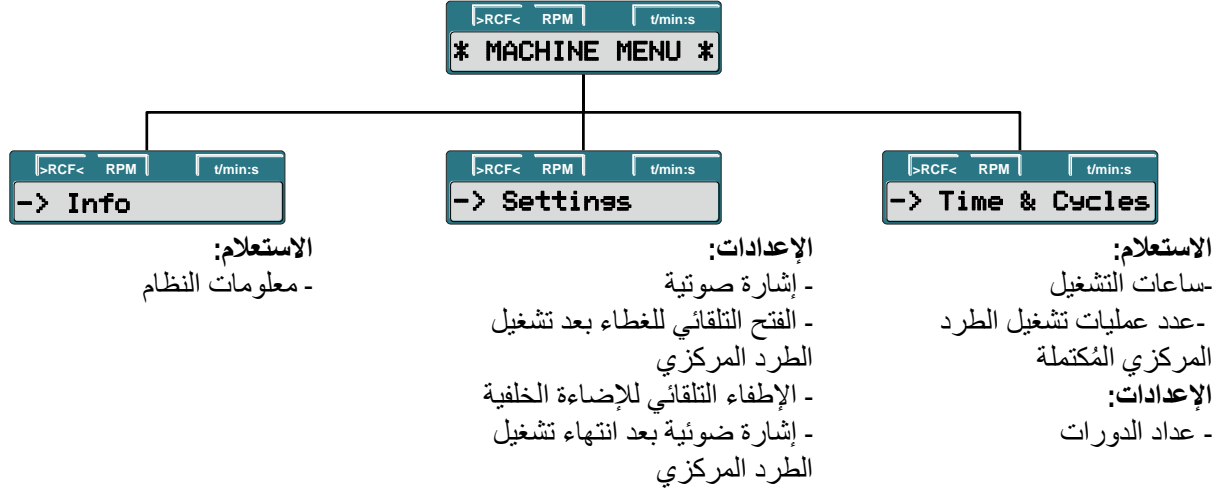 >RCF< RPM t/min:s
* MACHINE MENU *
>RCF< RPM t/min:s
-> Info
الاستعلام:
- معلومات النظام
>RCF< RPM t/min:s
-> Settings
الإعدادات:
- إشارة صوتية
- الفتح التلقائي للغطاء بعد تشغيل
الطرد المركزي
- الإطفاء التلقائي للإضاءة الخلفية
- إشارة ضوئية بعد انتهاء تشغيل
الطرد المركزي
>RCF< RPM t/min:s
-> Time & Cycles
الاستعلام:
-ساعات التشغيل
-عدد عمليات تشغيل الطرد
المركزي المُكتملة
الإعدادات:
- عداد الدورات